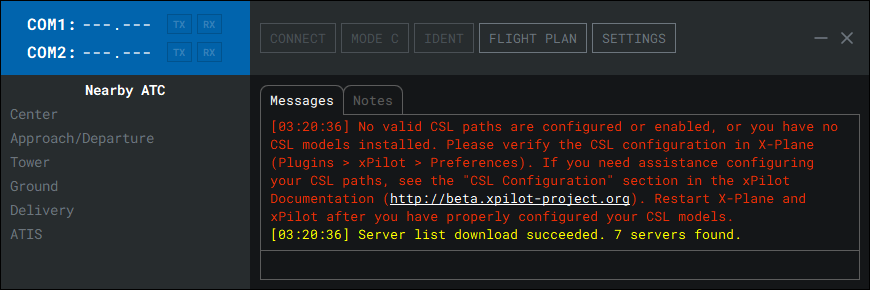 COM1: ---.--- TX RX
COM2: ---.--- TX RX
CONNECT MODE C IDENT FLIGHT PLAN SETTINGS
Nearby ATC
Center
Approach/Departure
Tower
Ground
Delivery
ATIS
Messages Notes
[03:20:36] No valid CSL paths are configured or enabled, or you have no
CSL models installed. Please verify the CSL configuration in X-Plane
(Plugins > xPilot > Preferences). If you need assistance configuring
your CSL paths, see the "CSL Configuration" section in the xPilot
Documentation (http://beta.xpilot-project.org). Restart X-Plane and
xPilot after you have properly configured your CSL models.
[03:20:36] Server list download succeeded. 7 servers found.